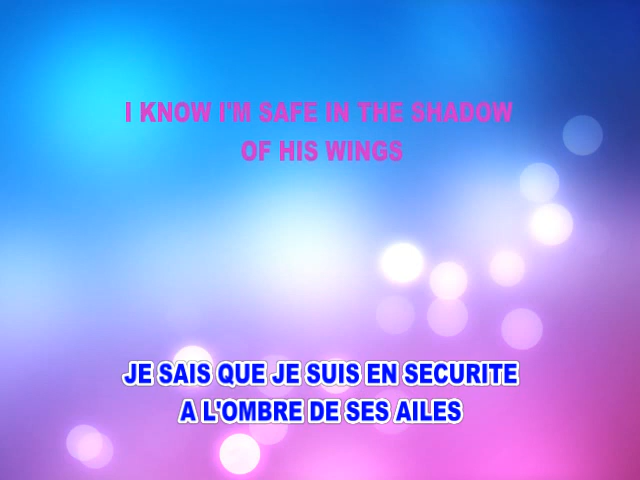 I KNOW I'M SAFE IN THE SHADOW
OF HIS WINGS
JE SAIS QUE JE SUIS EN SECURITE
A L'OMBRE DE SES AILES